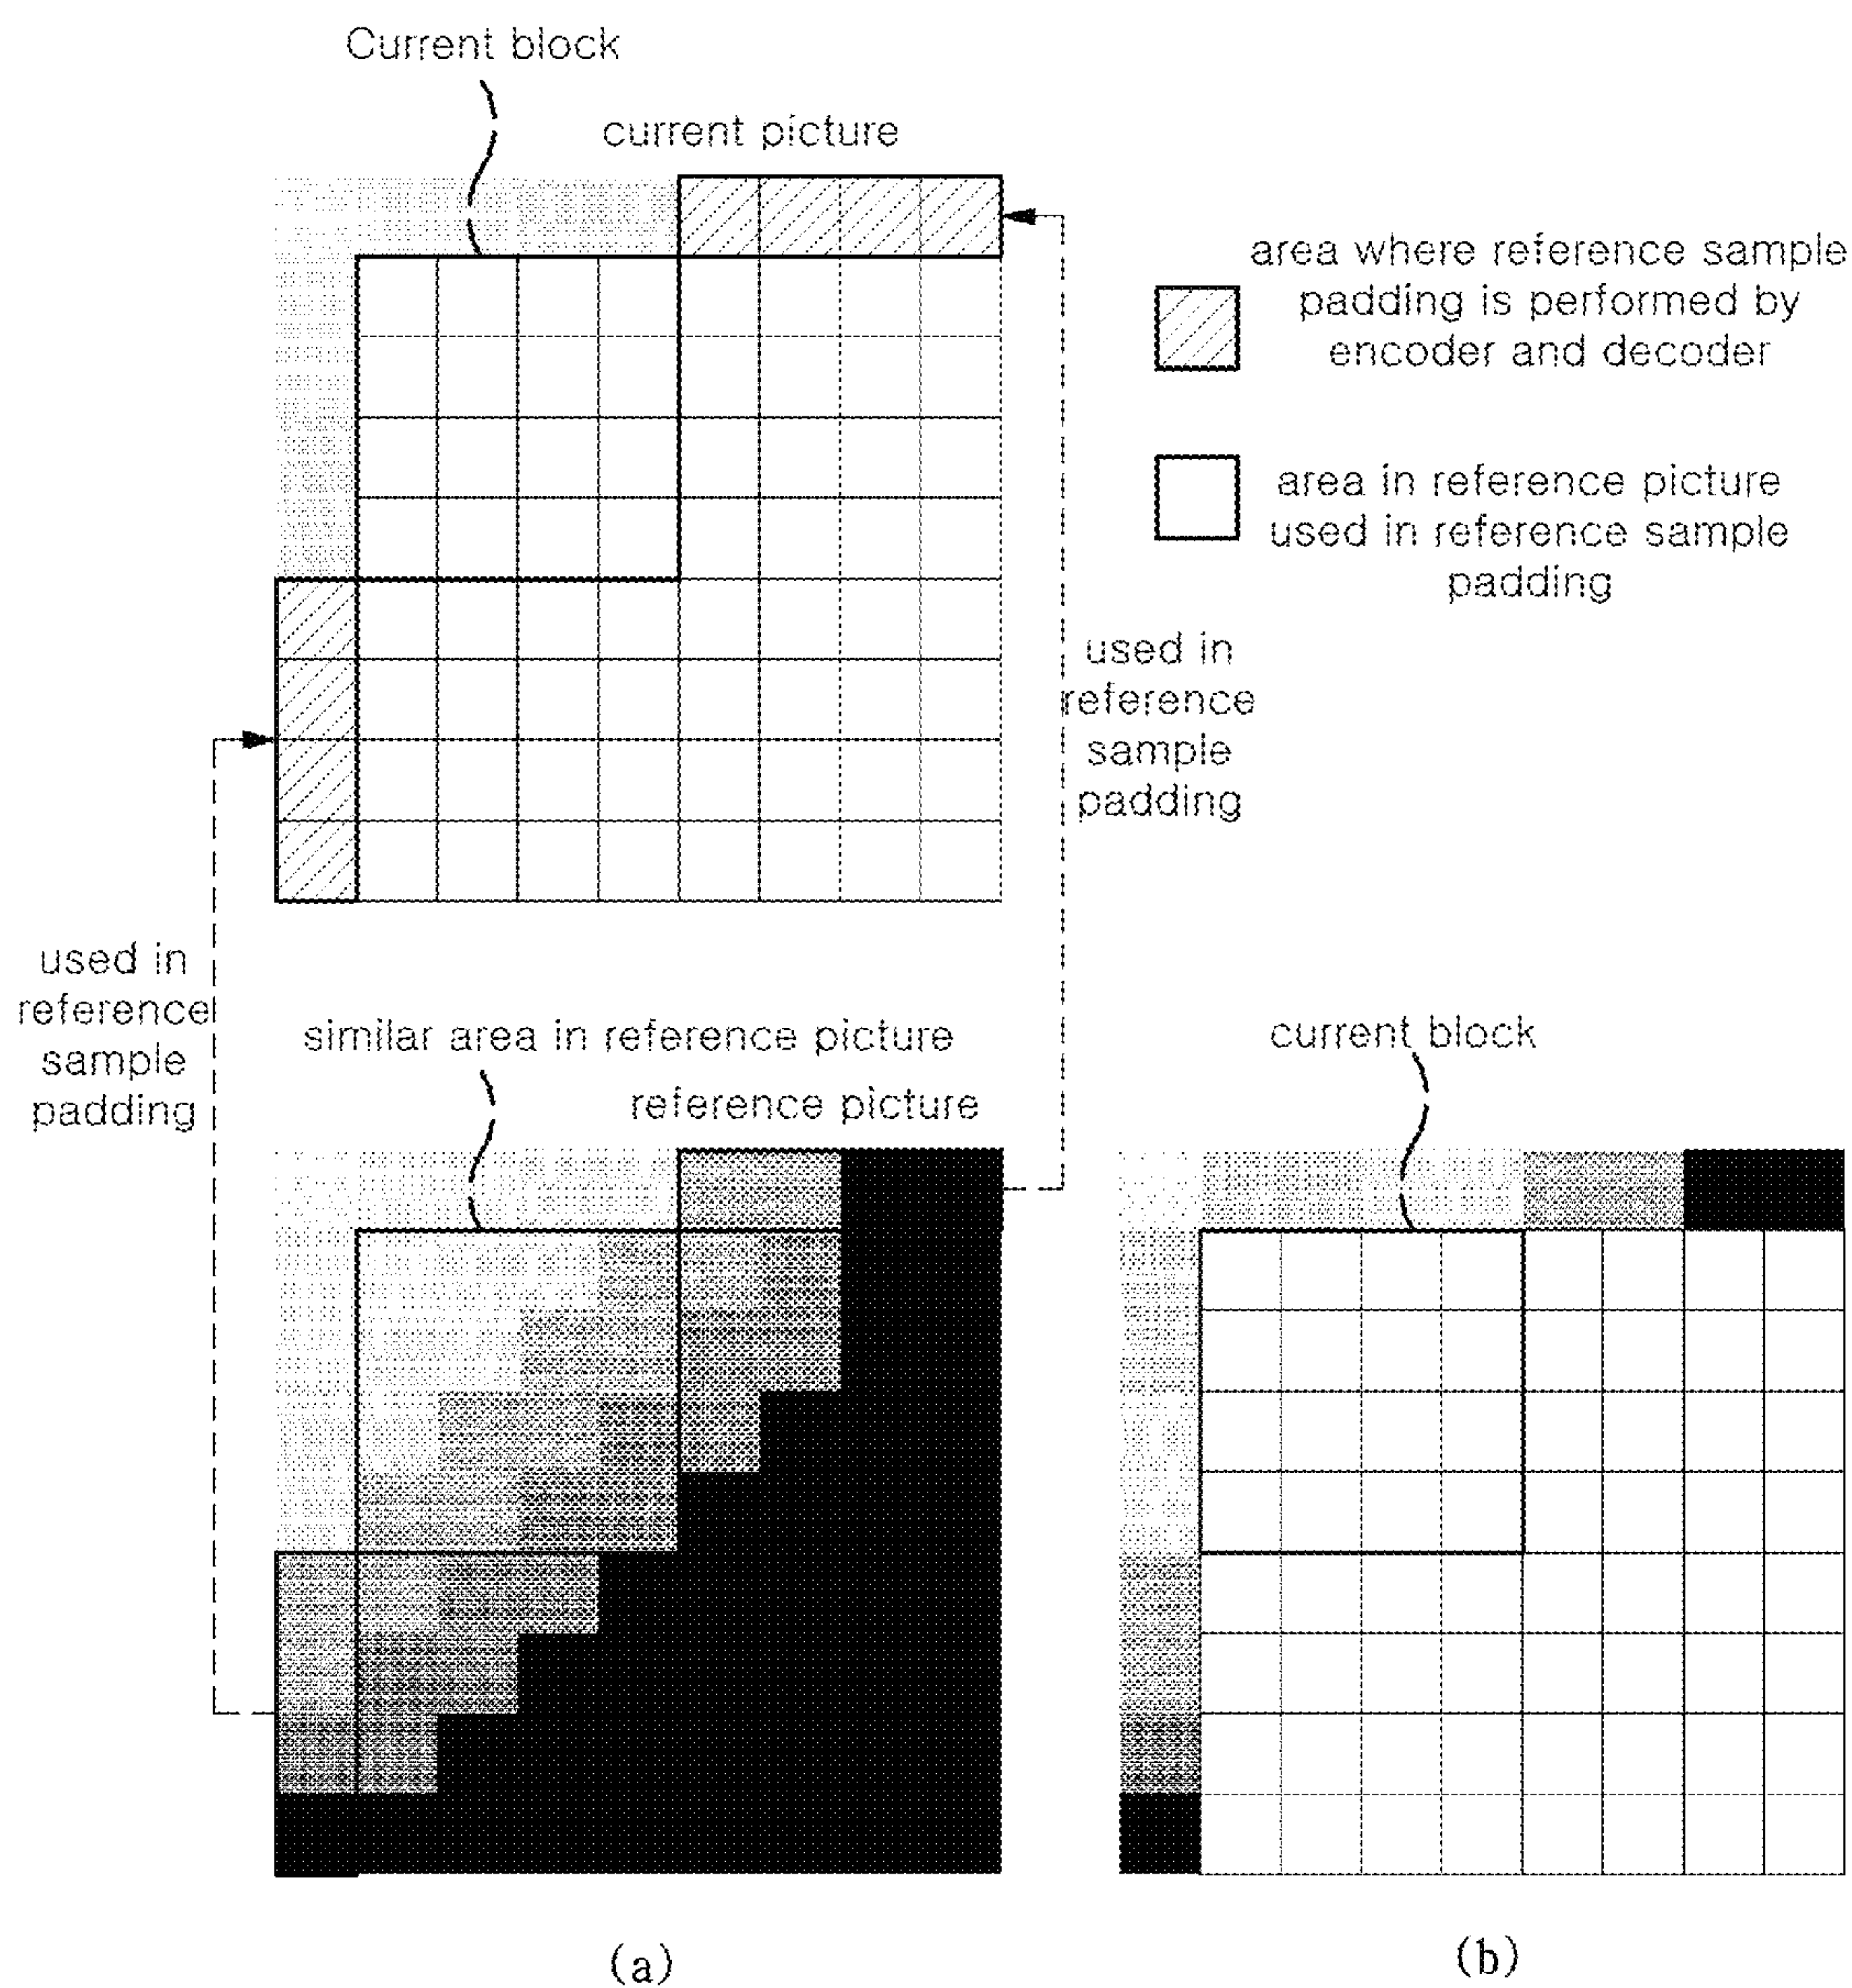 Current block
current picture
area where reference sample
padding is performed by
encoder and decoder
area in reference picture
used in reference sample
padding
used in
reference
sample
padding
used in
reference
sample
padding
similar area in reference picture
reference picture
current block
(a)
(b)